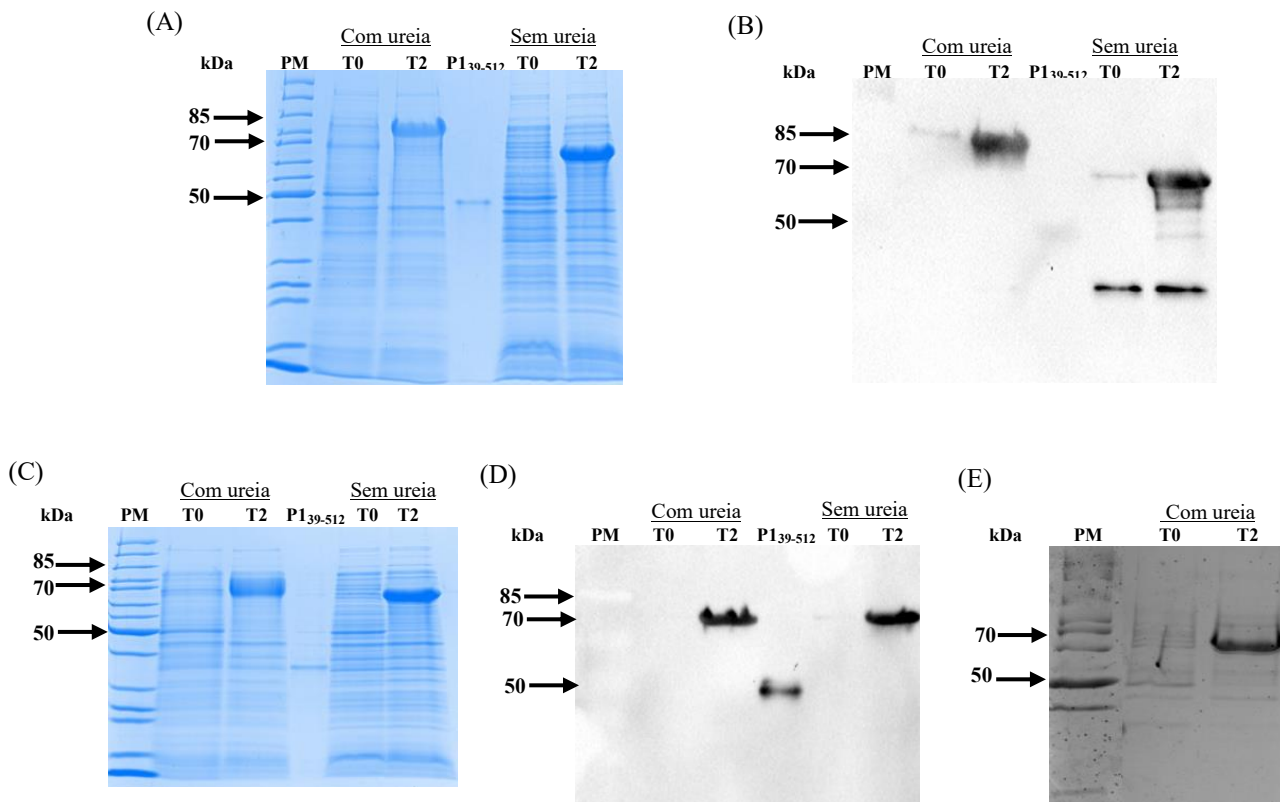 (A)
Com ureia Sem ureia
kDa PM T0 T2 P1₃₉₋₅₁₂ T0 T2
85
70
50
(B)
Com ureia Sem ureia
PM T0 T2 P1₃₉₋₅₁₂ T0 T2
kDa
85
70
50
(C)
Com ureia Sem ureia
kDa PM T0 T2 P1₃₉₋₅₁₂ T0 T2
85
70
50
(D)
Com ureia Sem ureia
kDa PM T0 T2 P1₃₉₋₅₁₂ T0 T2
85
70
50
(E)
Com ureia
kDa PM T0 T2
70
50